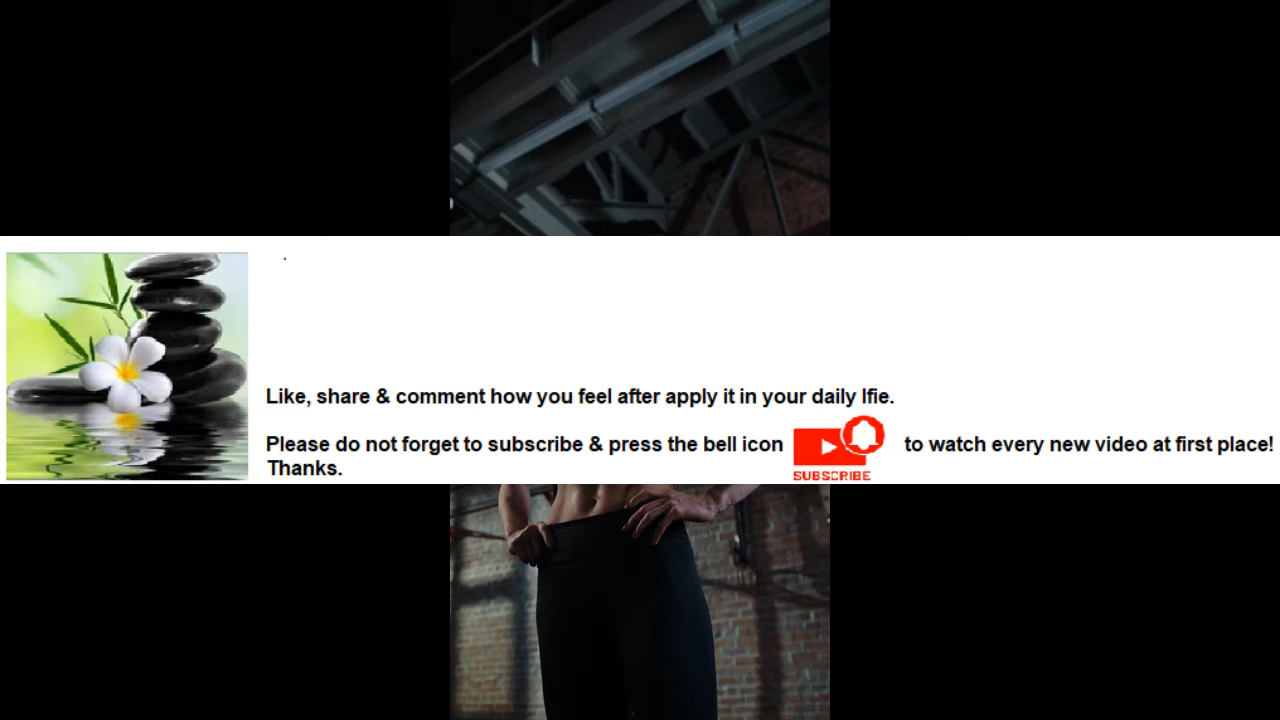 Like, share & comment how you feel after apply it in your daily lfie.
Please do not forget to subscribe & press the bell icon to watch every new video at first place!
SUBSCRIBE
Thanks.